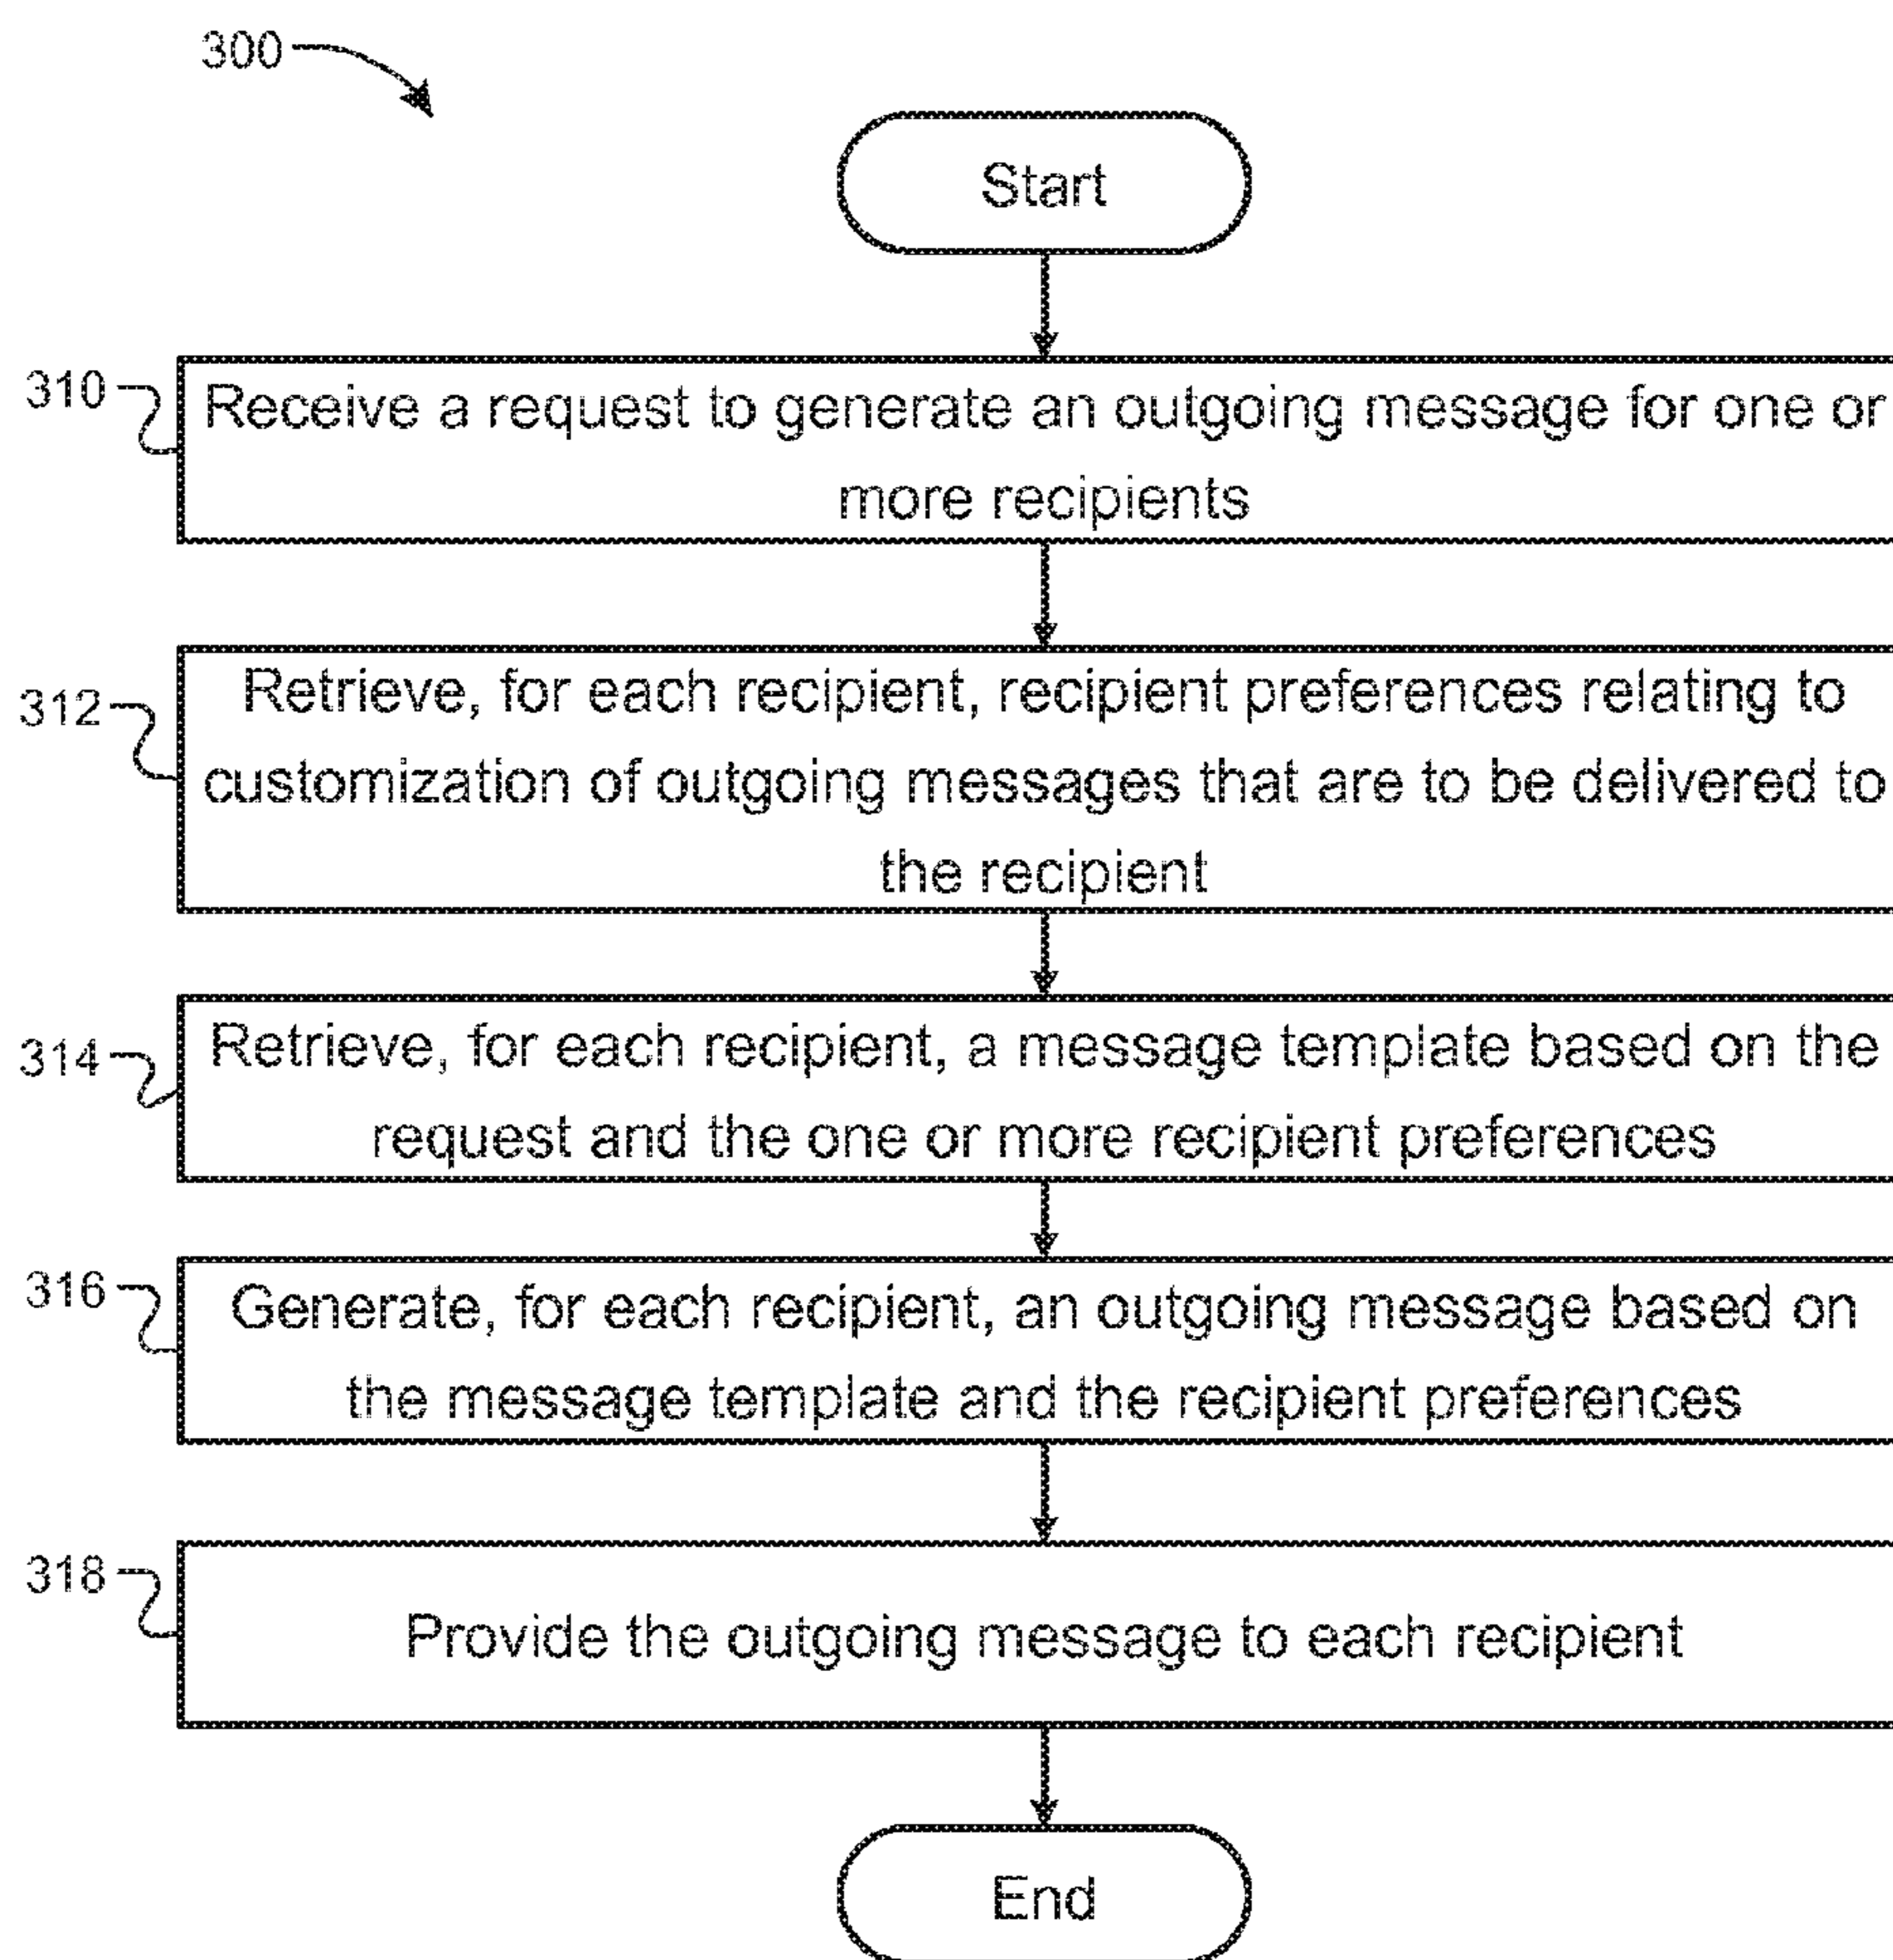 300
Start
310
Receive a request to generate an outgoing message for one or
more recipients
312
Retrieve, for each recipient, recipient preferences relating to
customization of outgoing messages that are to be delivered to
the recipient
314
Retrieve, for each recipient, a message template based on the
request and the one or more recipient preferences
316
Generate, for each recipient, an outgoing message based on
the message template and the recipient preferences
318
Provide the outgoing message to each recipient
End